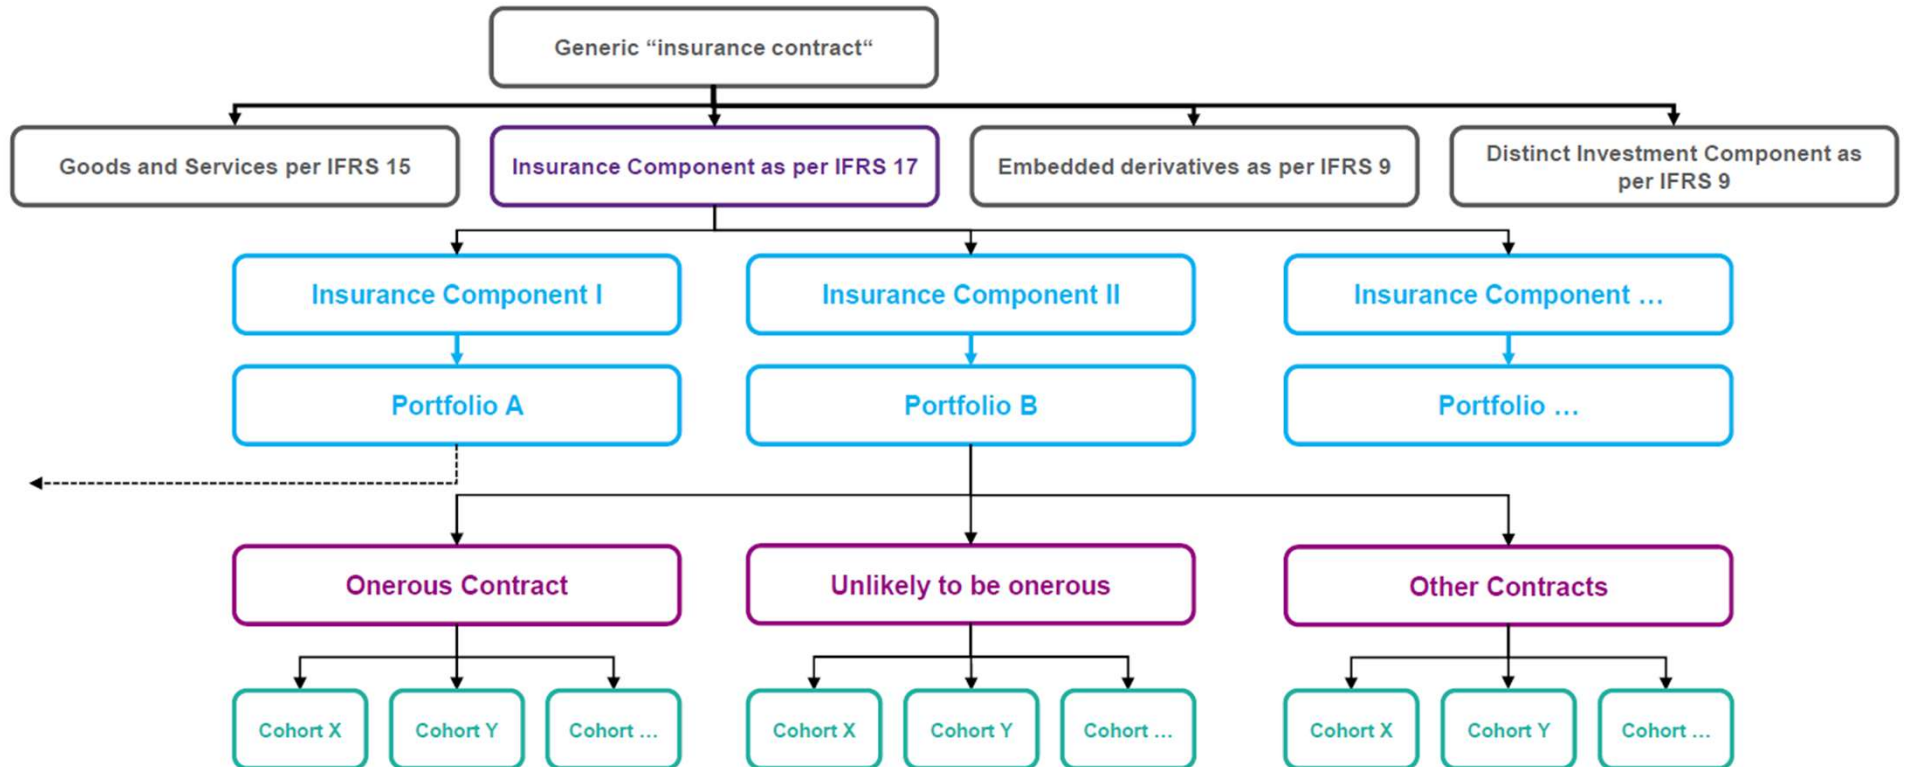 Generic “insurance contract“
Goods and Services per IFRS 15
Insurance Component as per IFRS 17
Embedded derivatives as per IFRS 9
Distinct Investment Component as
per IFRS 9
Insurance Component I
Insurance Component II
Insurance Component …
Portfolio A
Portfolio B
Portfolio …
Onerous Contract
Unlikely to be onerous
Other Contracts
Cohort X
Cohort Y
Cohort …
Cohort X
Cohort Y
Cohort …
Cohort X
Cohort Y
Cohort …